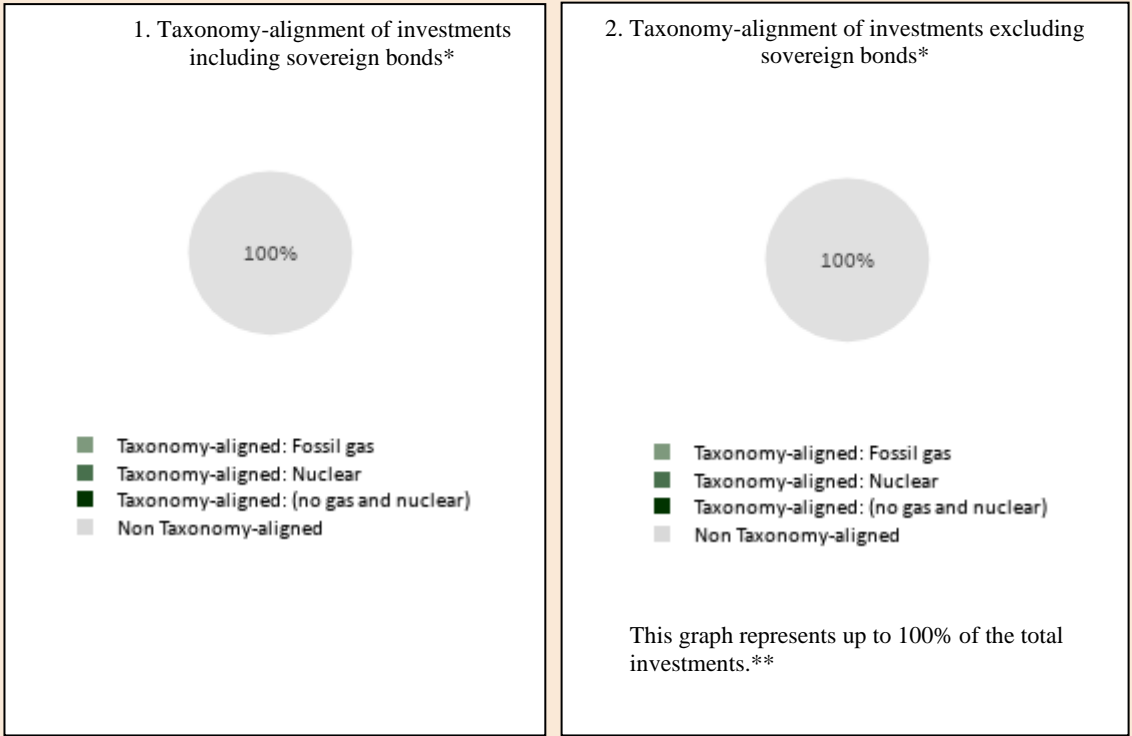 1. Taxonomy-alignment of investments
including sovereign bonds*
100%
Taxonomy-aligned: Fossil gas
Taxonomy-aligned: Nuclear
Taxonomy-aligned: (no gas and nuclear)
Non Taxonomy-aligned
2. Taxonomy-alignment of investments excluding
sovereign bonds*
100%
Taxonomy-aligned: Fossil gas
Taxonomy-aligned: Nuclear
Taxonomy-aligned: (no gas and nuclear)
Non Taxonomy-aligned
This graph represents up to 100% of the total
investments.**